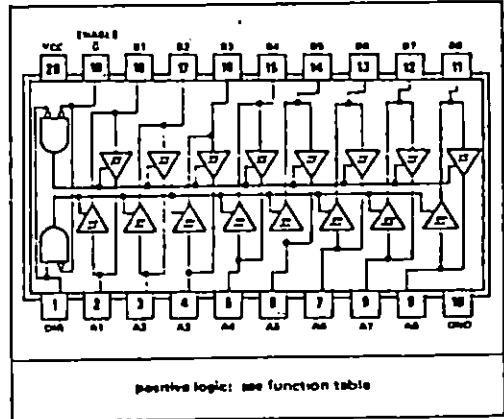 ENABLE
VCC G B1 B2 B3 B4 B5 B6 B7 B8
20 19 18 17 16 15 14 13 12 11
1 2 3 4 5 6 7 8 9 10
DIR A1 A2 A3 A4 A5 A6 A7 A8 GND
positive logic: see function table